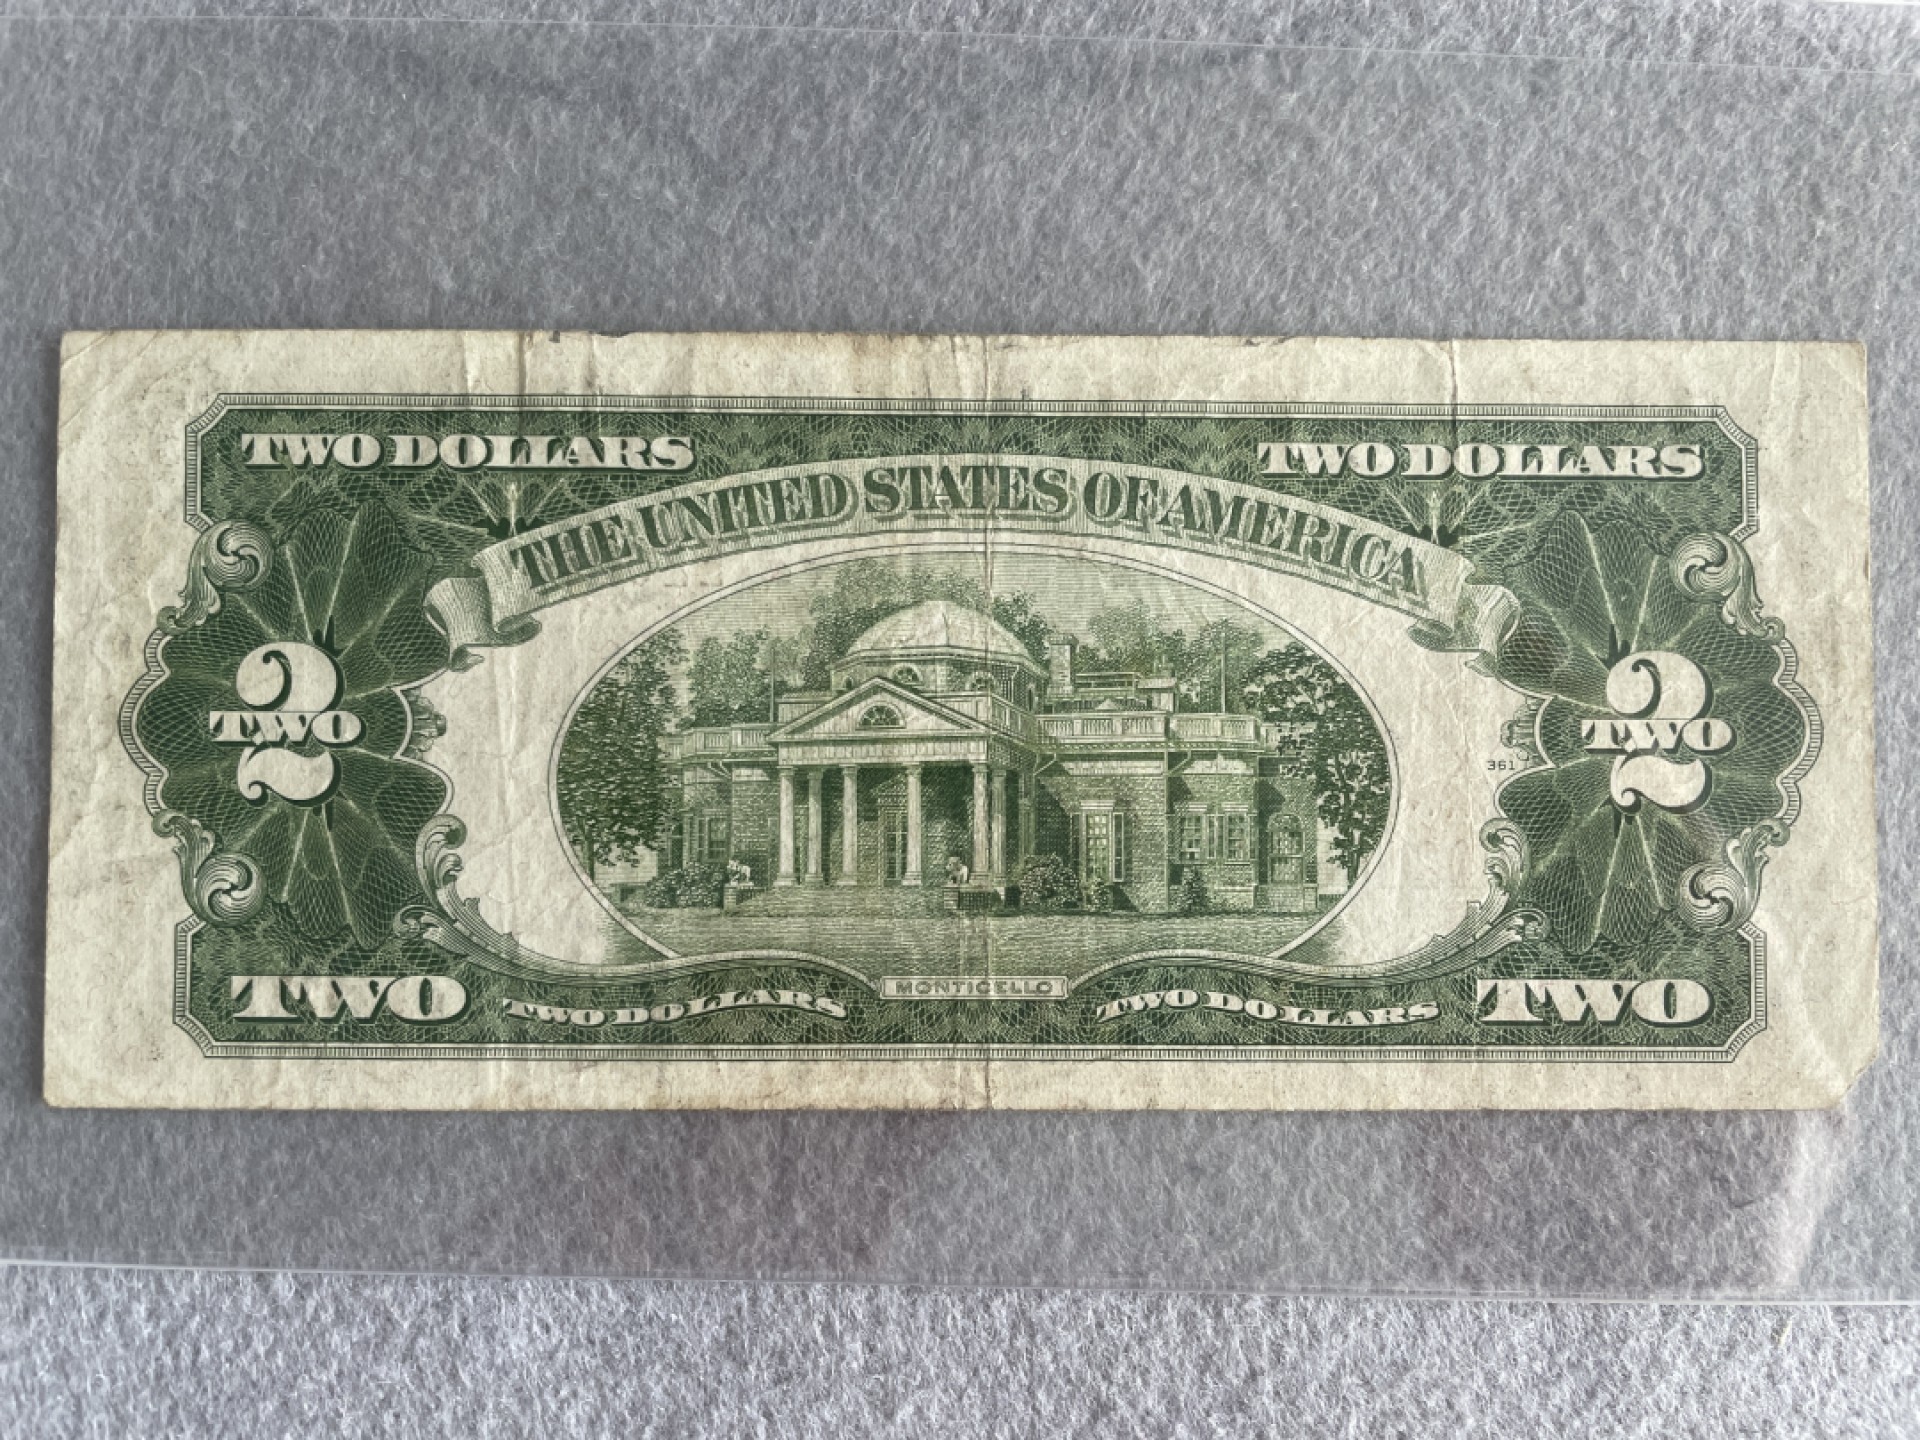 TWO DOLLARS
TWO DOLLARS
THE UNITED STATES OF AMERICA
2
TWO
2
TWO
361
MONTICELLO
TWO
TWO DOLLARS
TWO DOLLARS
TWO